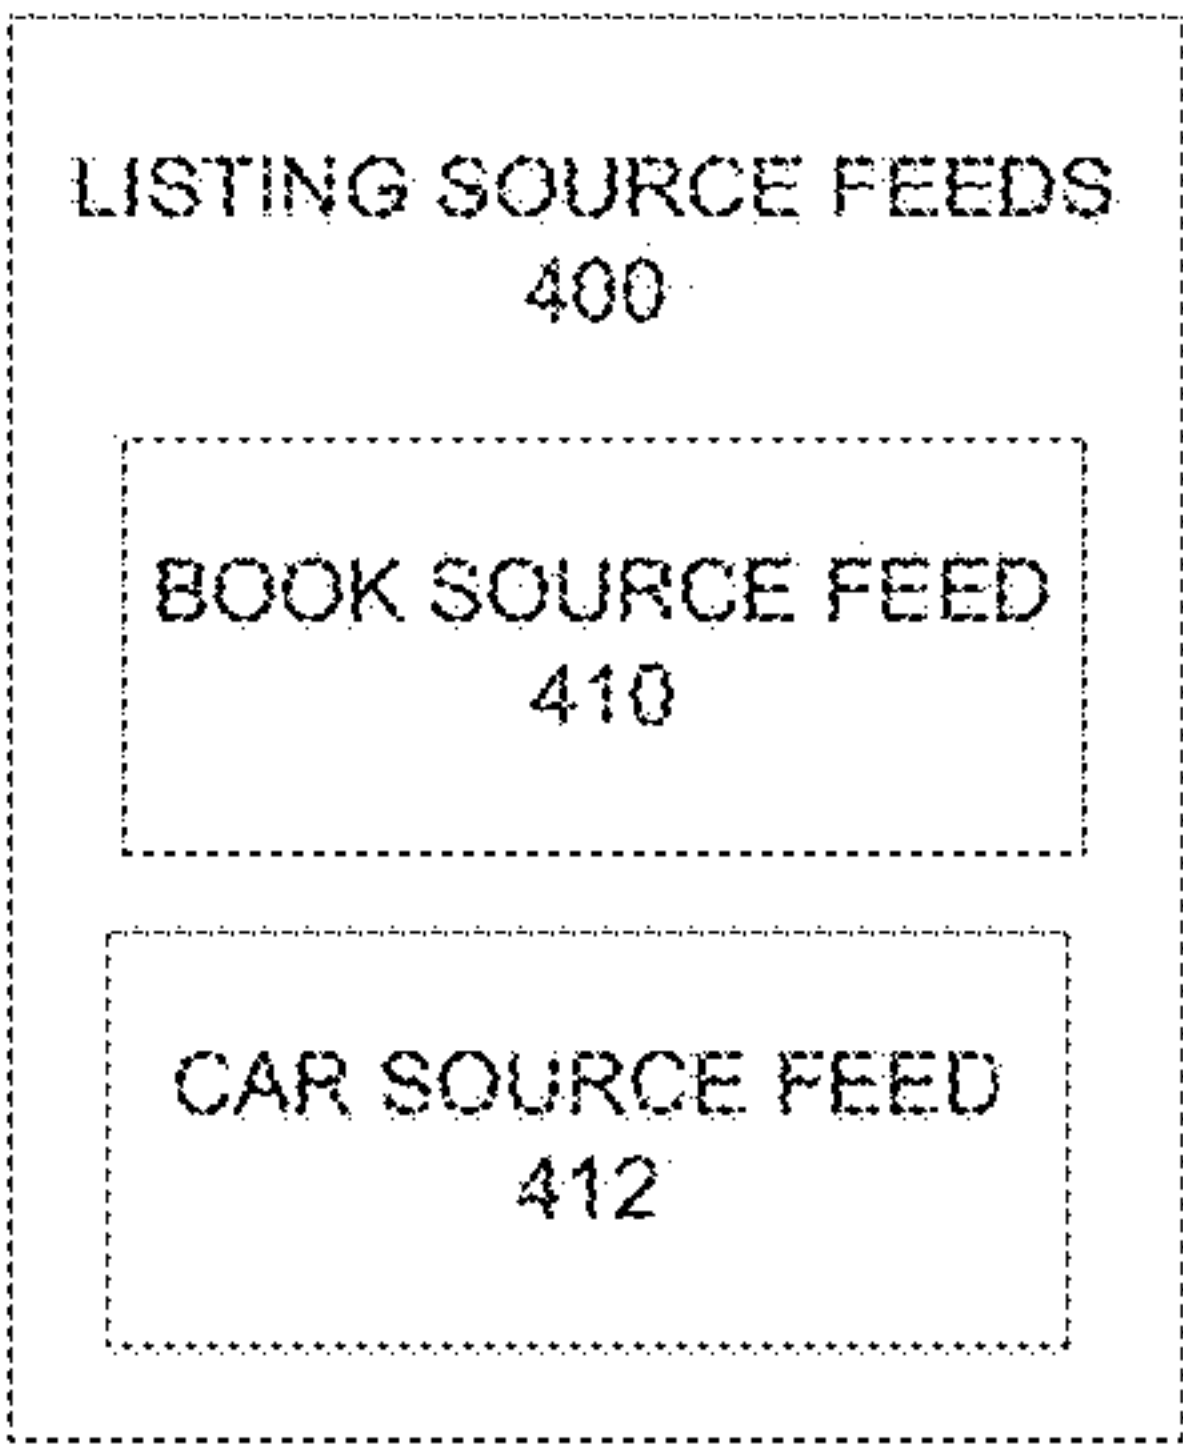 LISTING SOURCE FEEDS
400
BOOK SOURCE FEED
410
CAR SOURCE FEED
412